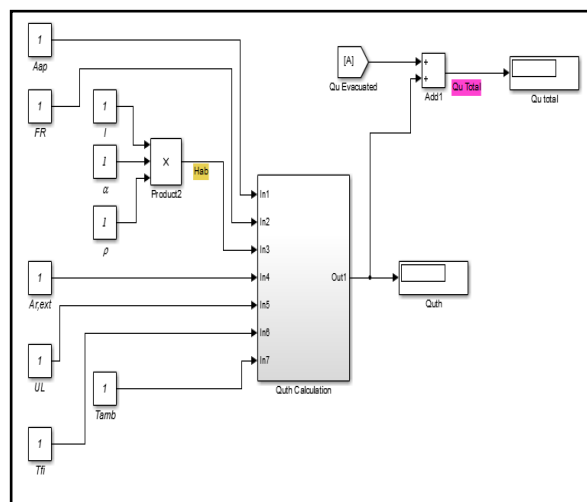 1
Aap
1
FR
1
I
1
α
1
ρ
×
Product2
Hab
1
Ar,ext
1
UL
1
Tfi
1
Tamb
In1
In2
In3
In4
In5
In6
In7
Out1
Quth Calculation
[A]
Qu Evacuated
+
+
Add1
Qu Total
Qu total
Quth